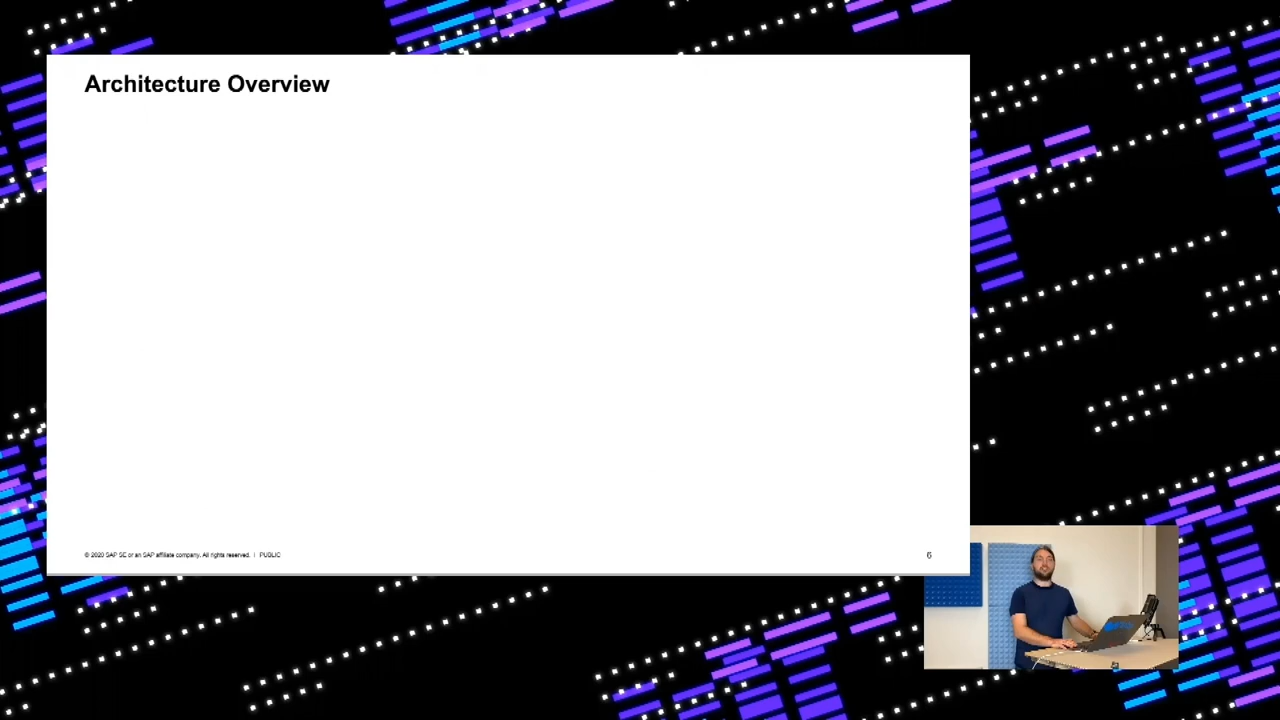 Architecture Overview
© 2020 SAP SE or an SAP affiliate company. All rights reserved. | PUBLIC
6